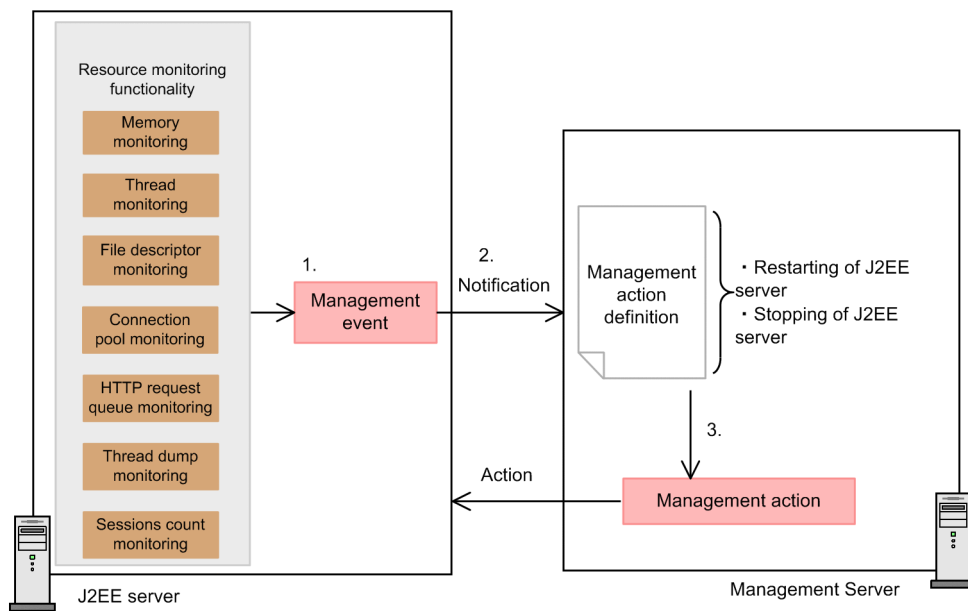 Resource monitoring
functionality
Memory
monitoring
Thread
monitoring
File descriptor
monitoring
Connection
pool monitoring
HTTP request
queue monitoring
Thread dump
monitoring
Sessions count
monitoring
J2EE server
1.
Management
event
2.
Notification
Management
action
definition
・Restarting of J2EE
server
・Stopping of J2EE
server
3.
Management action
Action
Management Server